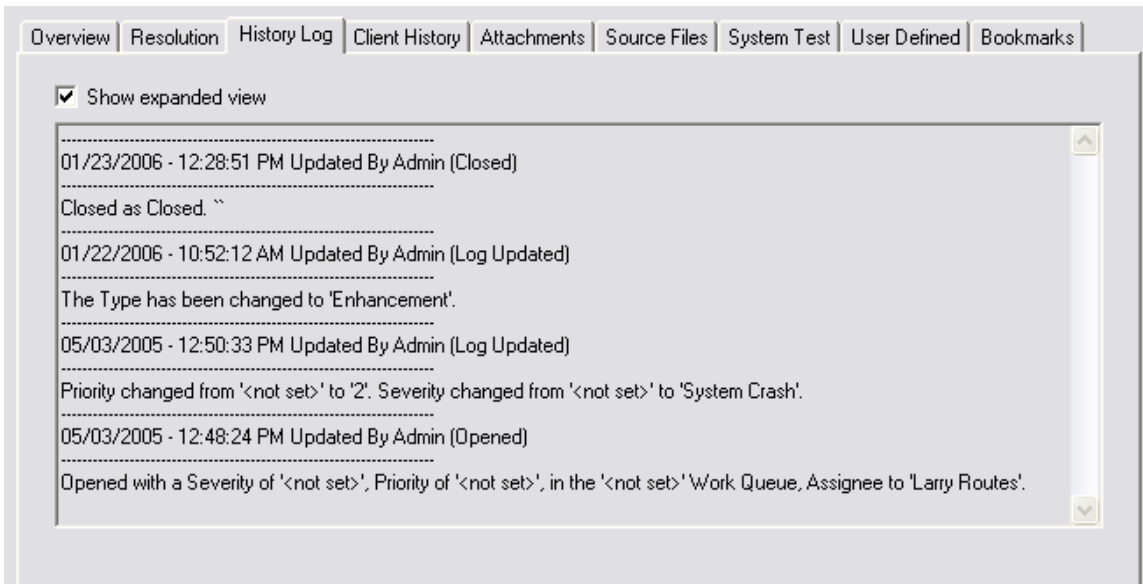 Overview Resolution History Log Client History Attachments Source Files System Test User Defined Bookmarks
Show expanded view
--------------------------------------------------------------------------
01/23/2006 - 12:28:51 PM Updated By Admin (Closed)
--------------------------------------------------------------------------
Closed as Closed. ``
--------------------------------------------------------------------------
01/22/2006 - 10:52:12 AM Updated By Admin (Log Updated)
--------------------------------------------------------------------------
The Type has been changed to 'Enhancement'.
--------------------------------------------------------------------------
05/03/2005 - 12:50:33 PM Updated By Admin (Log Updated)
--------------------------------------------------------------------------
Priority changed from '<not set>' to '2'. Severity changed from '<not set>' to 'System Crash'.
--------------------------------------------------------------------------
05/03/2005 - 12:48:24 PM Updated By Admin (Opened)
--------------------------------------------------------------------------
Opened with a Severity of '<not set>', Priority of '<not set>', in the '<not set>' Work Queue, Assignee to 'Larry Routes'.